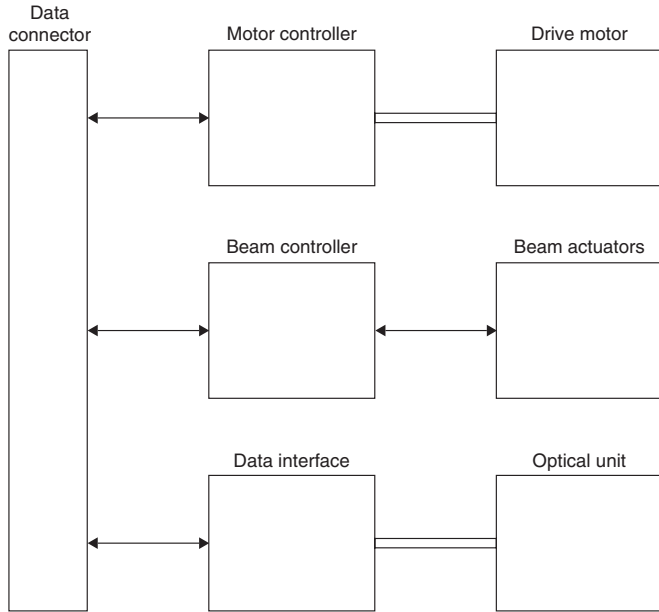 Data
connector
Motor controller
Drive motor
Beam controller
Beam actuators
Data interface
Optical unit